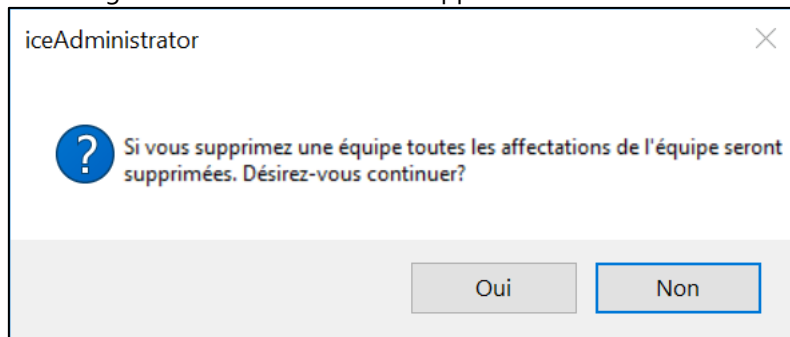 iceAdministrator
Si vous supprimez une équipe toutes les affectations de l'équipe seront
supprimées. Désirez-vous continuer?
Oui
Non